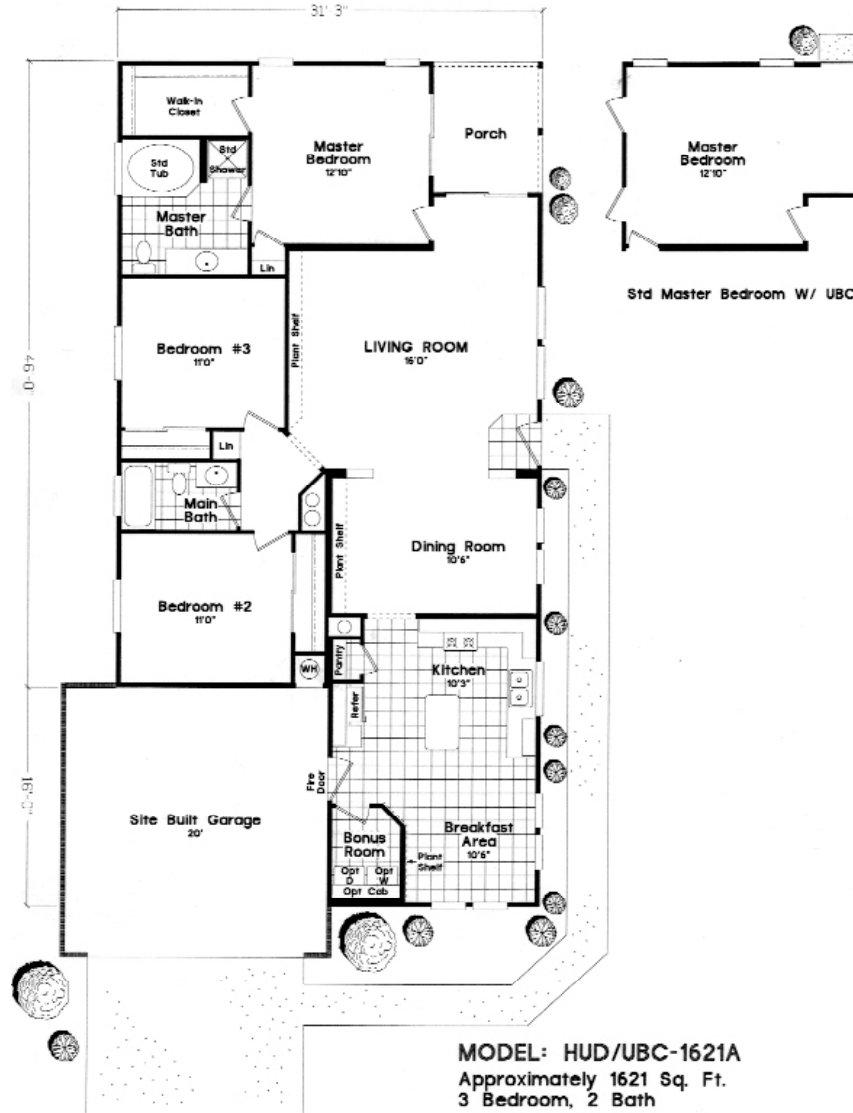 31' 3"
Walk-In
Closet
Std
Tub
Std
Shower
Master
Bedroom
12'10"
Porch
Master
Bath
Lin
Master
Bedroom
12'10"
Std Master Bedroom W/ UBC
Bedroom #3
11'0"
Plant Shelf
LIVING ROOM
16'0"
46'-0"
Lin
Main
Bath
Plant Shelf
Dining Room
10'6"
Bedroom #2
11'0"
WH
Pantry
Kitchen
10'3"
Refer
16'-0"
Fire
Door
Site Built Garage
20'
Bonus
Room
Opt
D
Opt
W
Opt Cab
Plant
Shelf
Breakfast
Area
10'6"
MODEL: HUD/UBC-1621A
Approximately 1621 Sq. Ft.
3 Bedroom, 2 Bath